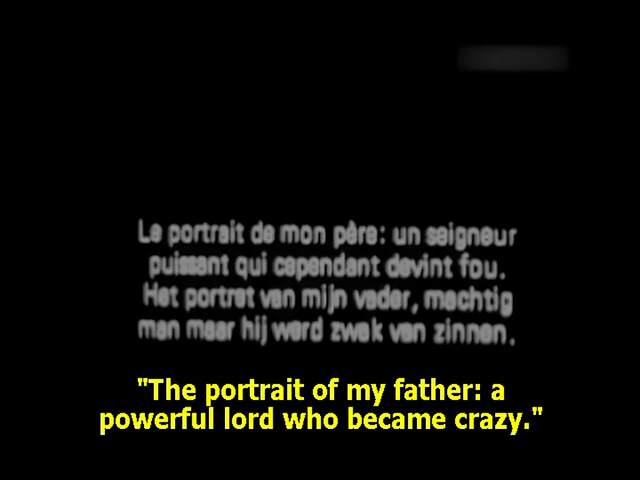 Le portrait de mon père: un seigneur
puissant qui cependant devint fou.
Het portret van mijn vader, machtig
man maar hij werd zwak van zinnen.
"The portrait of my father: a
powerful lord who became crazy."